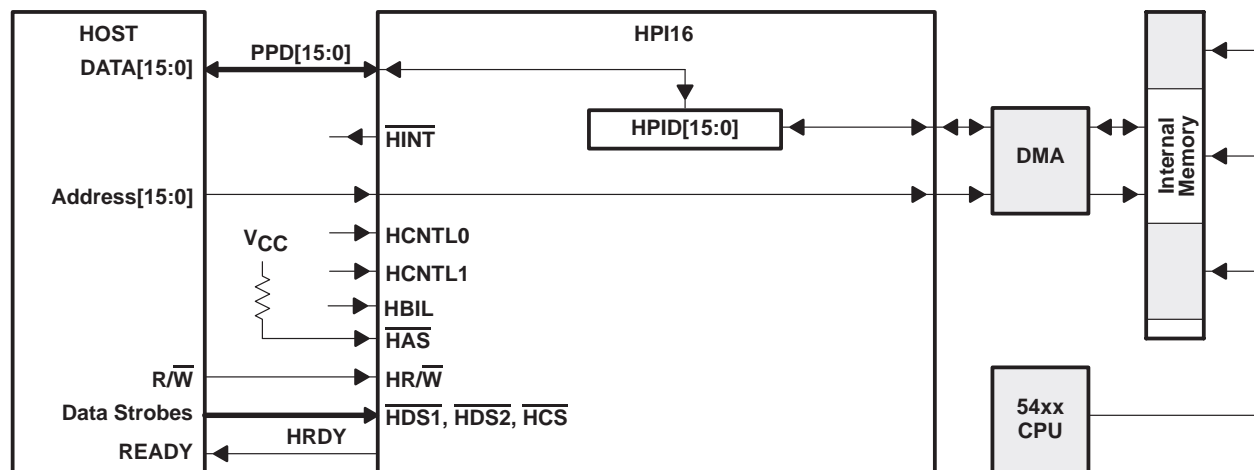 HOST
HPI16
DATA[15:0]
PPD[15:0]
HPID[15:0]
HINT
DMA
Internal
Memory
Address[15:0]
HCNTL0
VCC
HCNTL1
HBIL
HAS
R/W
HR/W
Data Strobes
HDS1, HDS2, HCS
READY
HRDY
54xx
CPU